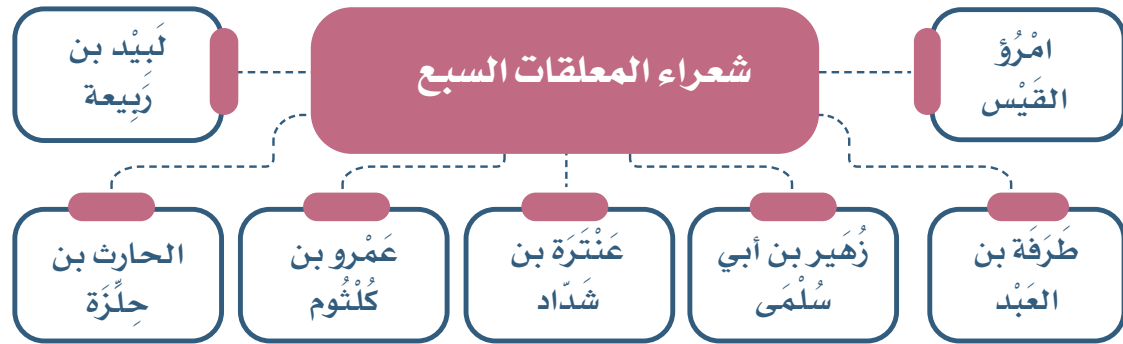 شعراء المعلقات السبع
امْرُؤ
القَيْس
لَبِيْد بن
رَبِيعة
طَرَفَة بن
العَبْد
زُهَير بن أبي
سُلْمَى
عَنْتَرَة بن
شَدّاد
عَمْرو بن
كُلْثُوم
الحارث بن
حِلِّزَة